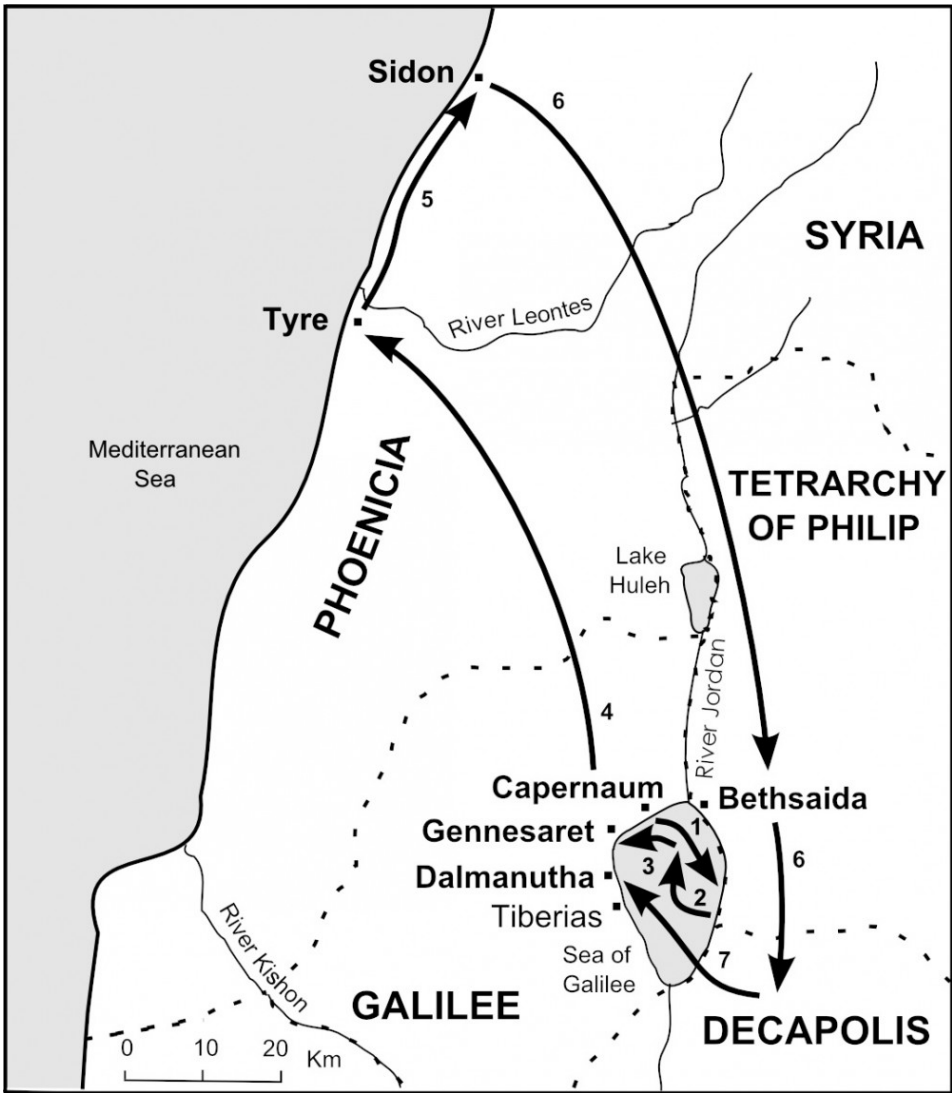 Sidon
6
5
SYRIA
Tyre
River Leontes
Mediterranean
Sea
PHOENICIA
TETRARCHY
OF PHILIP
Lake
Huleh
River Jordan
4
Capernaum
Bethsaida
Gennesaret
1
3
6
Dalmanutha
2
Tiberias
Sea of
Galilee
7
River Kishon
GALILEE
DECAPOLIS
0 10 20
Km